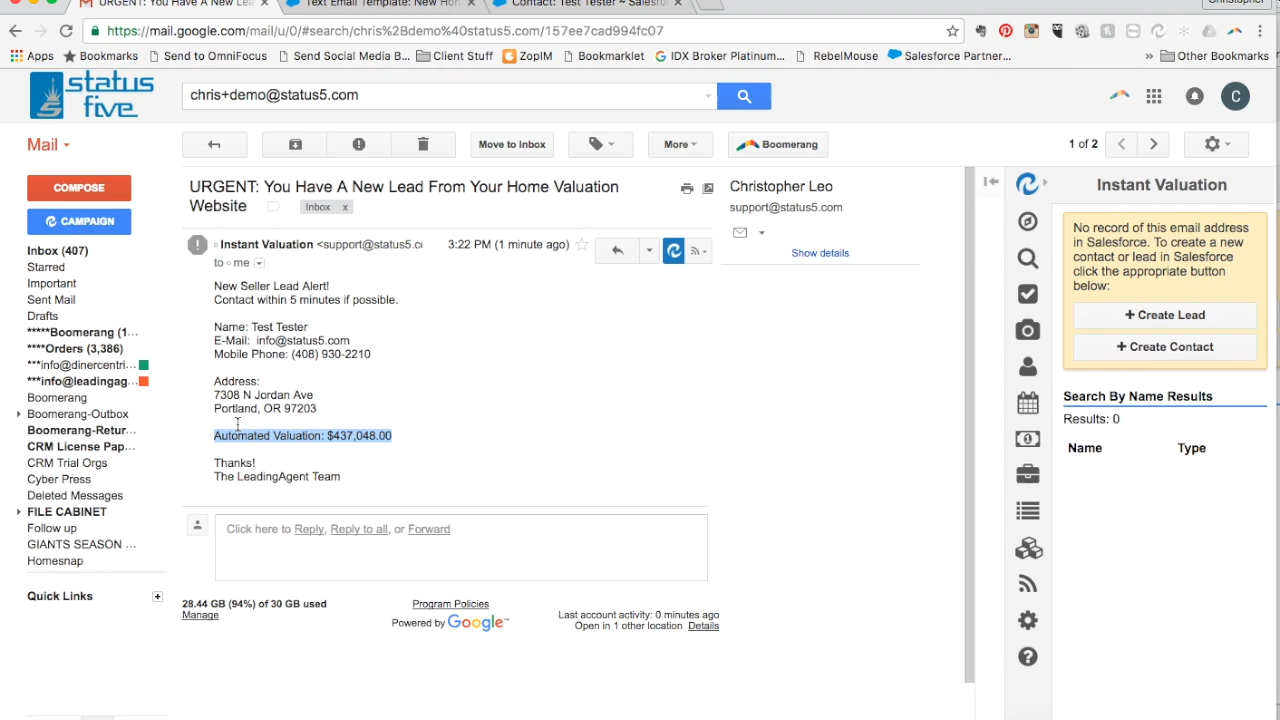 URGENT: You Have A New Lea
Text Email Template: New Hom
Contact: Test Tester ~ Salesfo
Christopher
https://mail.google.com/mail/u/0/#search/chris%2Bdemo%40status5.com/157ee7cad994fc07
Apps
Bookmarks
Send to OmniFocus
Send Social Media B...
Client Stuff
ZopIM
Bookmarklet
IDX Broker Platinum...
RebelMouse
Salesforce Partner...
»
Other Bookmarks
status
five
chris+demo@status5.com
C
Mail
Move to Inbox
More
Boomerang
1 of 2
COMPOSE
CAMPAIGN
Inbox (407)
Starred
Important
Sent Mail
Drafts
*****Boomerang (1...
****Orders (3,386)
***info@dinercentri...
***info@leadingag...
Boomerang
Boomerang-Outbox
Boomerang-Retur...
CRM License Pap...
CRM Trial Orgs
Cyber Press
Deleted Messages
FILE CABINET
Follow up
GIANTS SEASON ...
Homesnap
Quick Links
URGENT: You Have A New Lead From Your Home Valuation
Website
Inbox x
Instant Valuation <support@status5.cc
3:22 PM (1 minute ago)
to me
New Seller Lead Alert!
Contact within 5 minutes if possible.
Name: Test Tester
E-Mail: info@status5.com
Mobile Phone: (408) 930-2210
Address:
7308 N Jordan Ave
Portland, OR 97203
Automated Valuation: $437,048.00
Thanks!
The LeadingAgent Team
Click here to Reply, Reply to all, or Forward
28.44 GB (94%) of 30 GB used
Manage
Program Policies
Powered by Google™
Last account activity: 0 minutes ago
Open in 1 other location Details
Christopher Leo
support@status5.com
Show details
Instant Valuation
No record of this email address
in Salesforce. To create a new
contact or lead in Salesforce
click the appropriate button
below:
+ Create Lead
+ Create Contact
Search By Name Results
Results: 0
Name Type